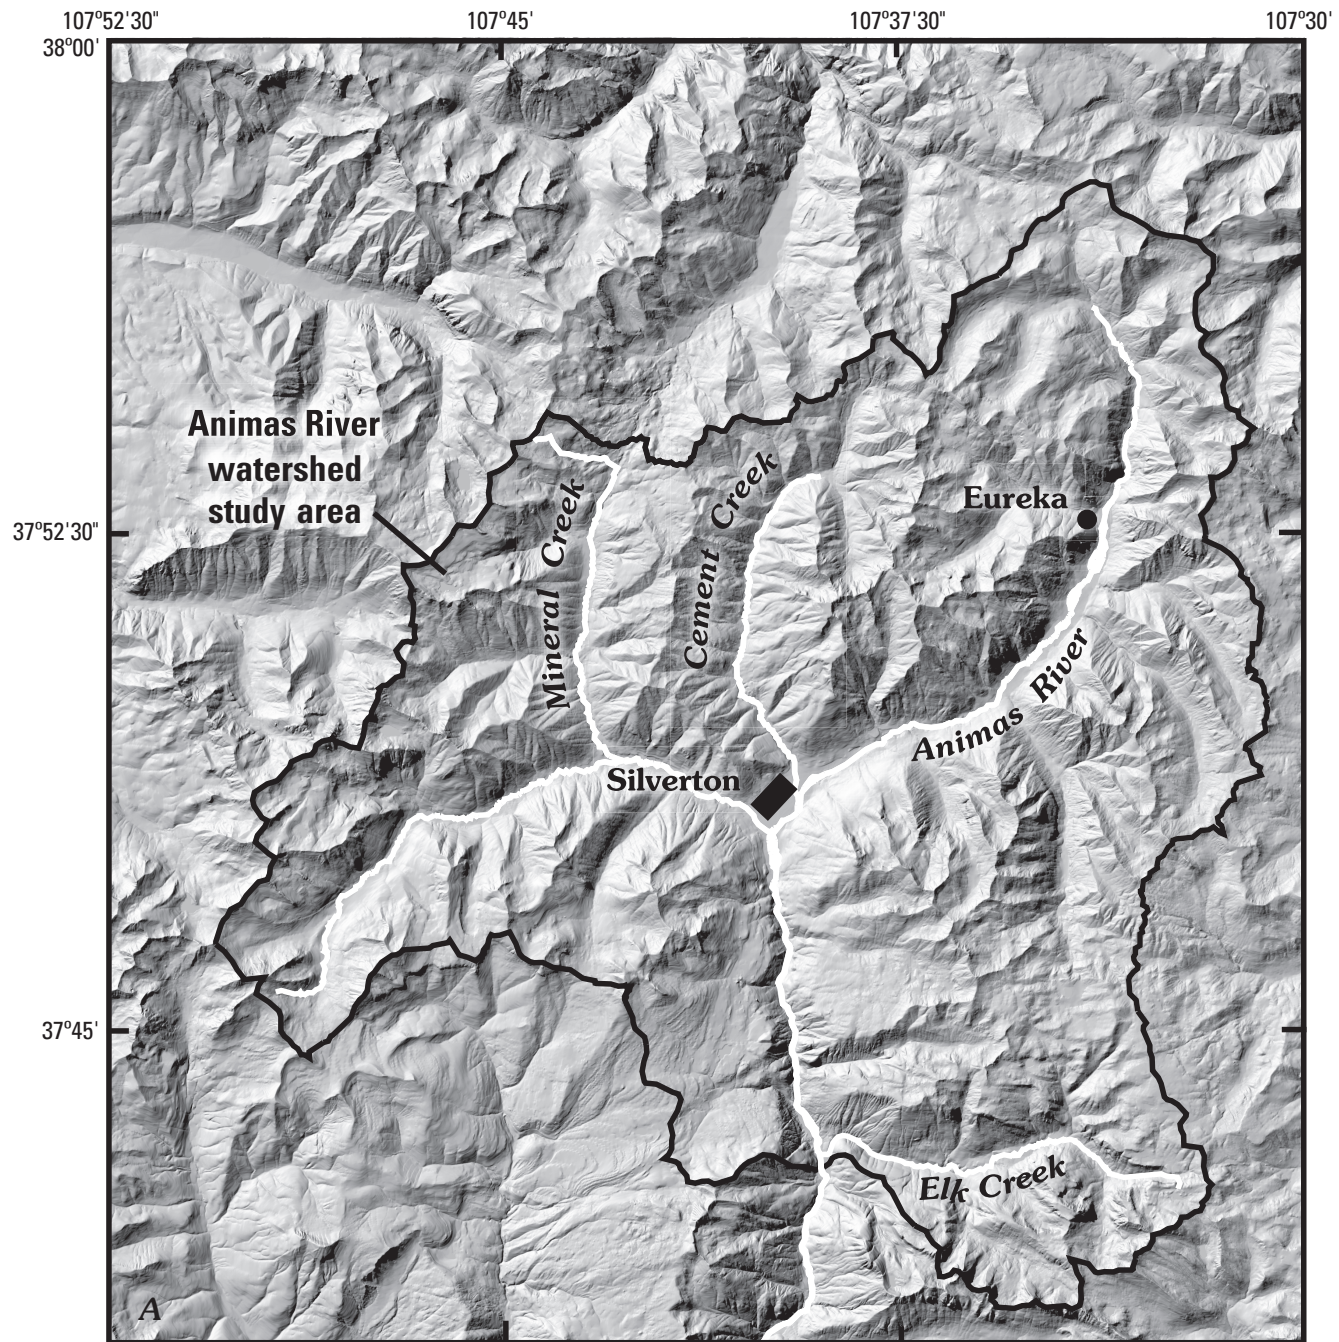 107°52'30"
107°45'
107°37'30"
107°30'
38°00'
Animas River
watershed
study area
Mineral Creek
Cement Creek
Eureka
37°52'30"
Animas River
Silverton
37°45'
Elk Creek
A